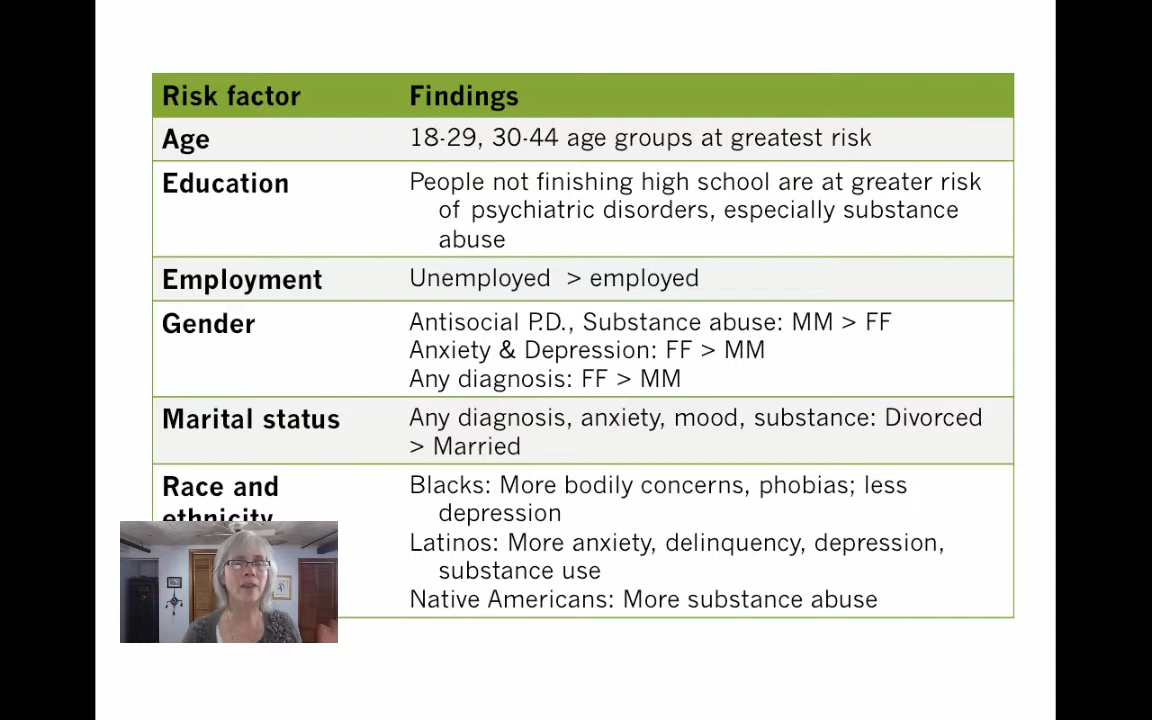 Risk factor Findings
Age 18-29, 30-44 age groups at greatest risk
Education People not finishing high school are at greater risk
of psychiatric disorders, especially substance
abuse
Employment Unemployed > employed
Gender Antisocial P.D., Substance abuse: MM > FF
Anxiety & Depression: FF > MM
Any diagnosis: FF > MM
Marital status Any diagnosis, anxiety, mood, substance: Divorced
> Married
Race and Blacks: More bodily concerns, phobias; less
ethnicity depression
Latinos: More anxiety, delinquency, depression,
substance use
Native Americans: More substance abuse